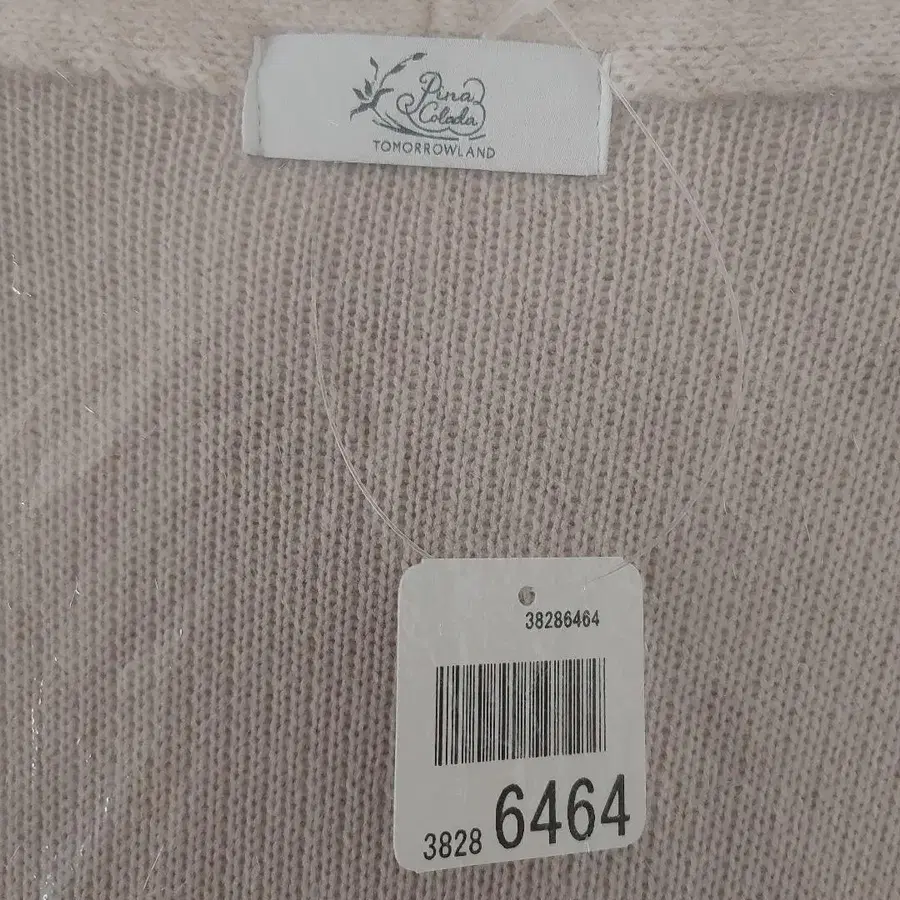 Pina
Colada
TOMORROWLAND
38286464
3828 6464